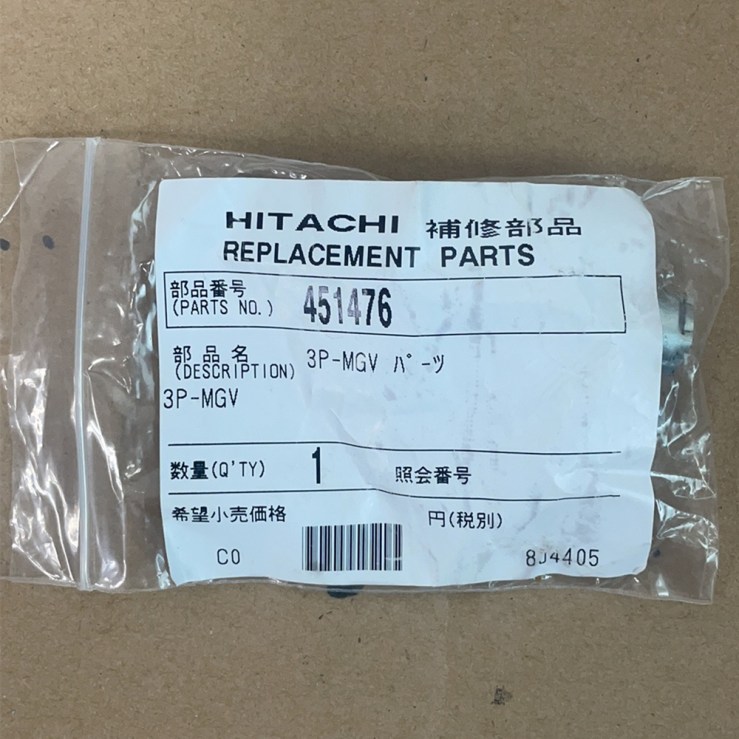 HITACHI 補修部品
REPLACEMENT PARTS
部品番号
(PARTS NO.) 451476
部品名 3P-MGV パーツ
(DESCRIPTION)
3P-MGV
数量(Q'TY) 1 照会番号
希望小売価格 円(税別)
C0 8J4405